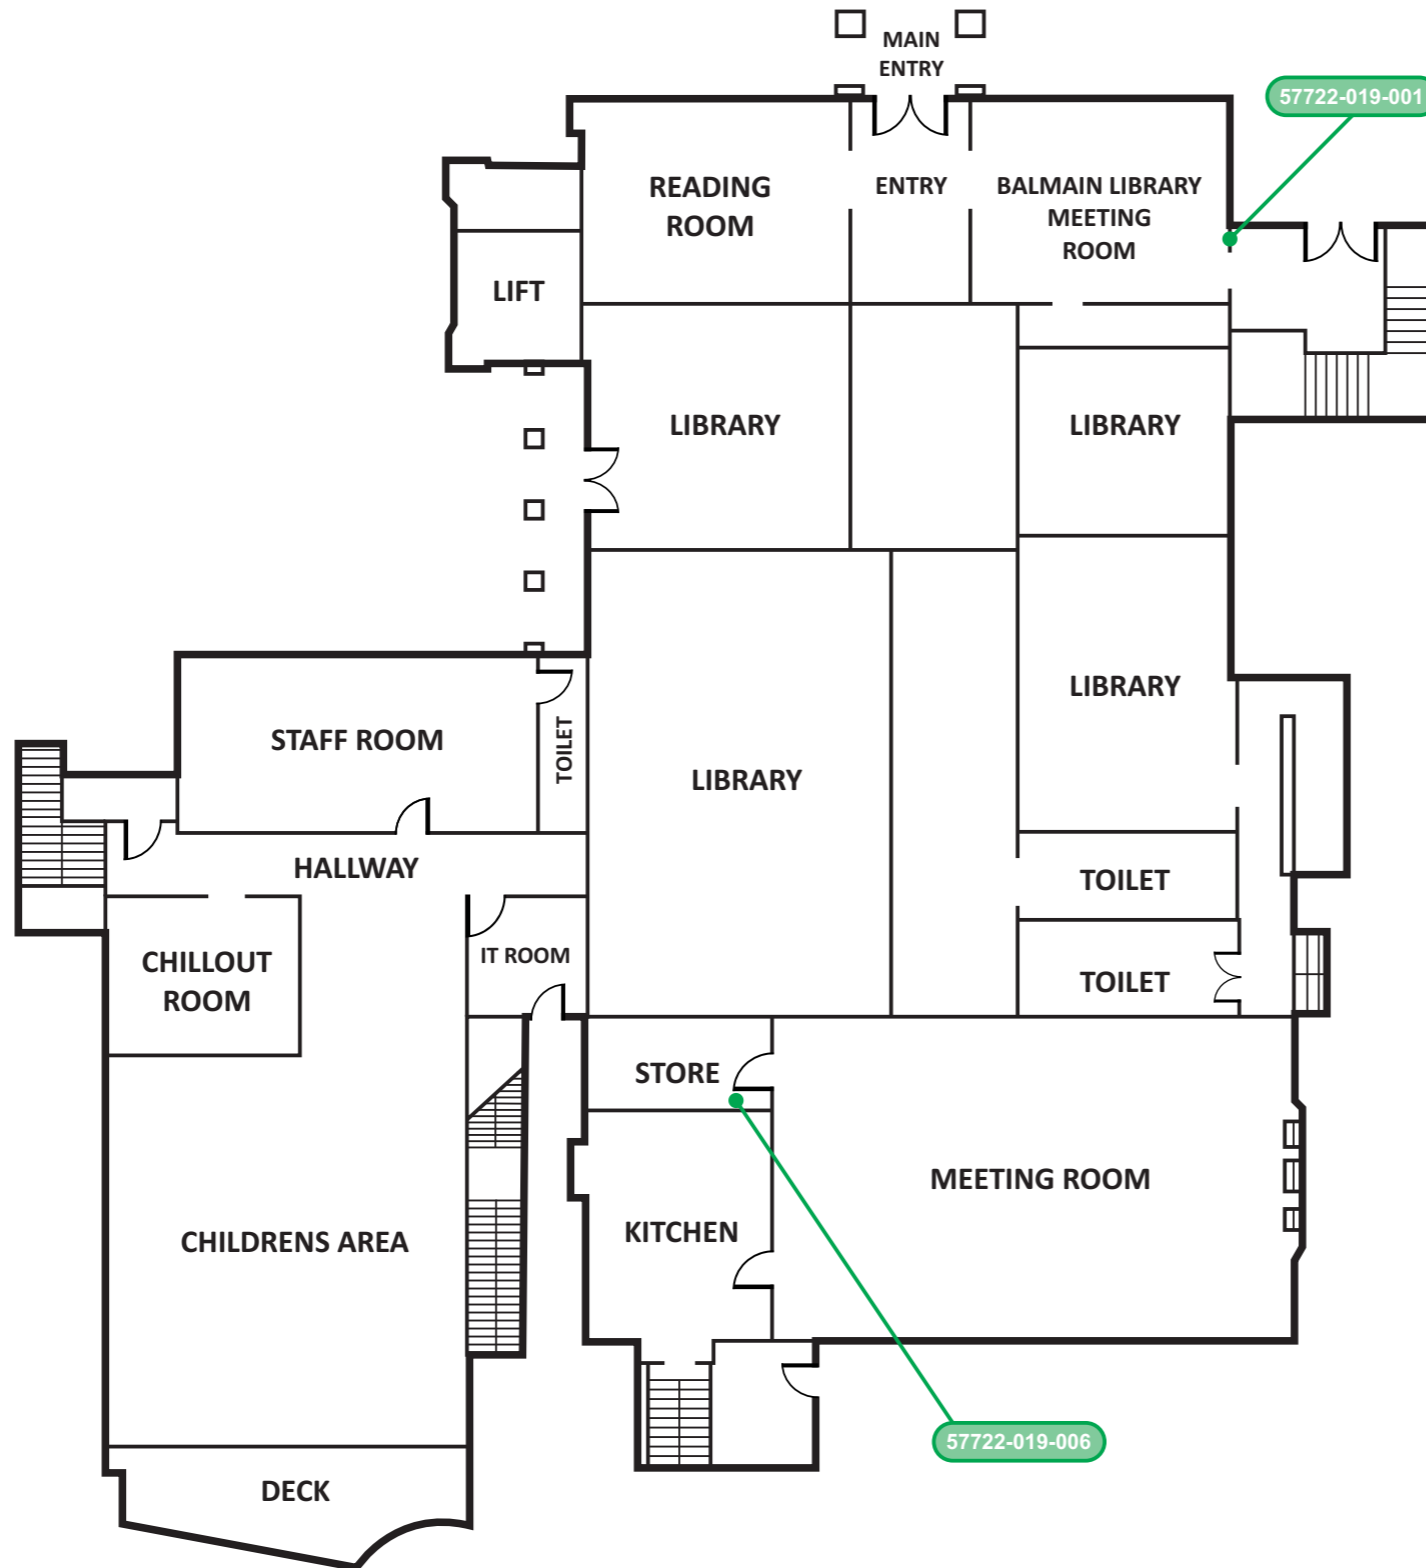 MAIN
ENTRY
57722-019-001
READING
ROOM
ENTRY
BALMAIN LIBRARY
MEETING
ROOM
LIFT
LIBRARY
LIBRARY
LIBRARY
STAFF ROOM
TOILET
LIBRARY
HALLWAY
TOILET
CHILLOUT
ROOM
IT ROOM
TOILET
STORE
MEETING ROOM
KITCHEN
CHILDRENS AREA
57722-019-006
DECK